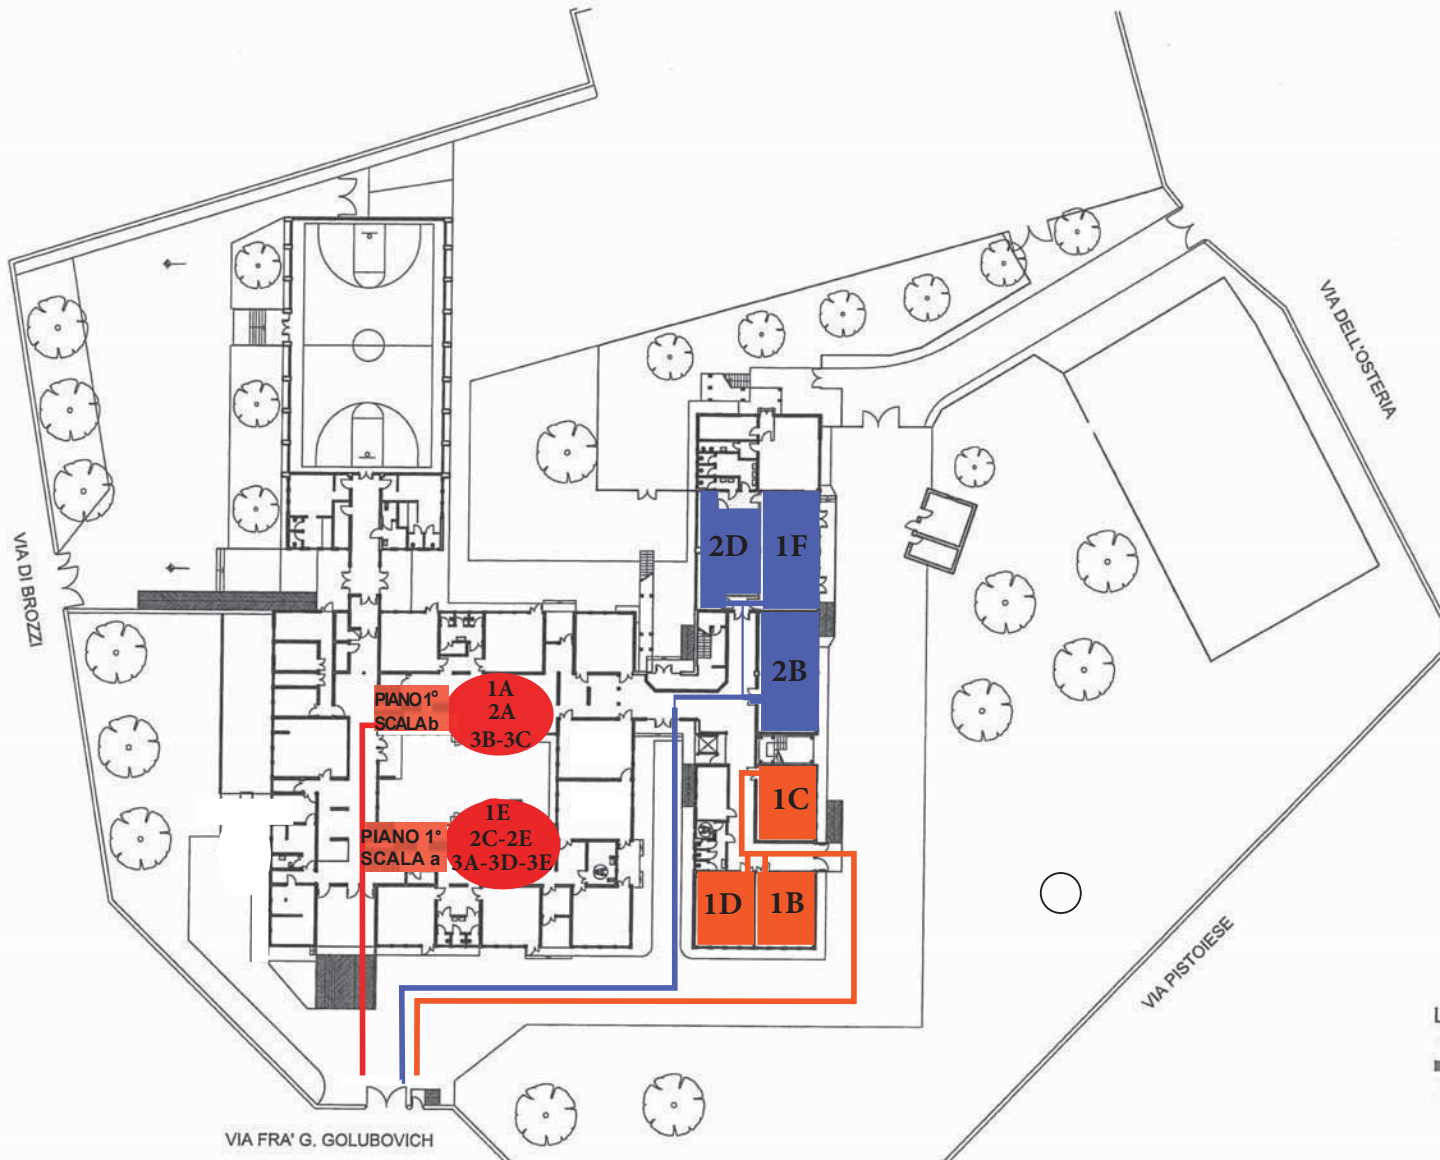 VIA DELL'OSTERIA
VIA DI BROZZI
2D
1F
2B
PIANO 1°
SCALA b
1A
2A
3B-3C
1C
PIANO 1°
SCALA a
1E
2C-2E
3A-3D-3E
1D
1B
VIA PISTOIESE
L
VIA FRA' G. GOLUBOVICH